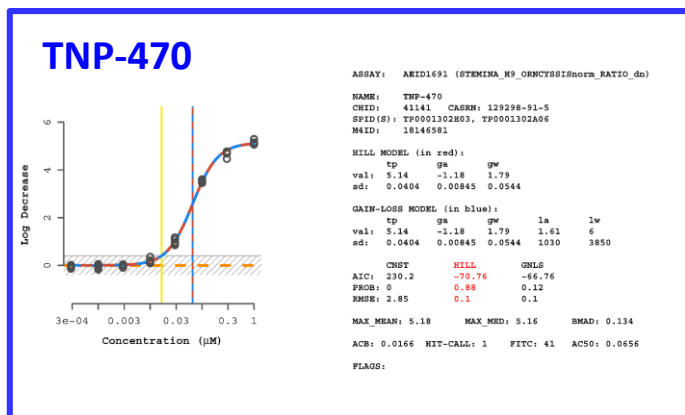 TNP-470
Log Decrease
6
4
2
0
3e-04 0.003 0.03 0.3 1
Concentration (μM)
ASSAY: AEID1691 (STEMINA_H9_ORNCYSSISnorm_RATIO_dn)
NAME: TNP-470
CHID: 41141 CASRN: 129298-91-5
SPID(S): TP0001302E03, TP0001302A06
M4ID: 18146581
HILL MODEL (in red):
tp ga gw
val: 5.14 -1.18 1.79
sd: 0.0404 0.00845 0.0544
GAIN-LOSS MODEL (in blue):
tp ga gw la lw
val: 5.14 -1.18 1.79 1.61 6
sd: 0.0404 0.00845 0.0544 1030 3850
CNST HILL GNLS
AIC: 230.2 -70.76 -66.76
PROB: 0 0.88 0.12
RMSE: 2.85 0.1 0.1
MAX_MEAN: 5.18 MAX_MED: 5.16 BMAD: 0.134
ACB: 0.0166 HIT-CALL: 1 FITC: 41 AC50: 0.0656
FLAGS: